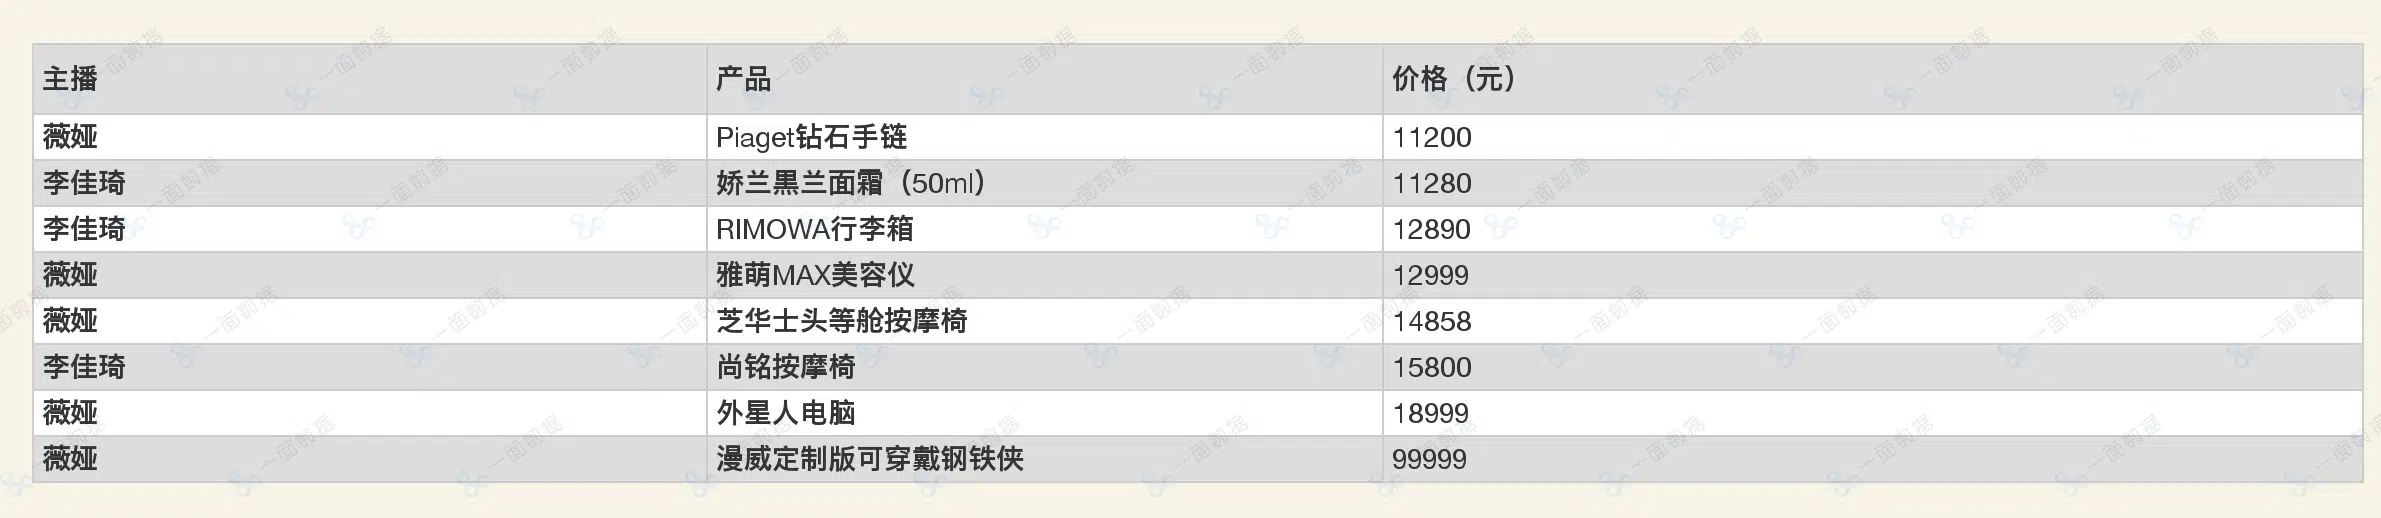 主播 产品 价格（元）
薇娅 Piaget钻石手链 11200
李佳琦 娇兰黑兰面霜（50ml） 11280
李佳琦 RIMOWA行李箱 12890
薇娅 雅萌MAX美容仪 12999
薇娅 芝华士头等舱按摩椅 14858
李佳琦 尚铭按摩椅 15800
薇娅 外星人电脑 18999
薇娅 漫威定制版可穿戴钢铁侠 99999
一面数据